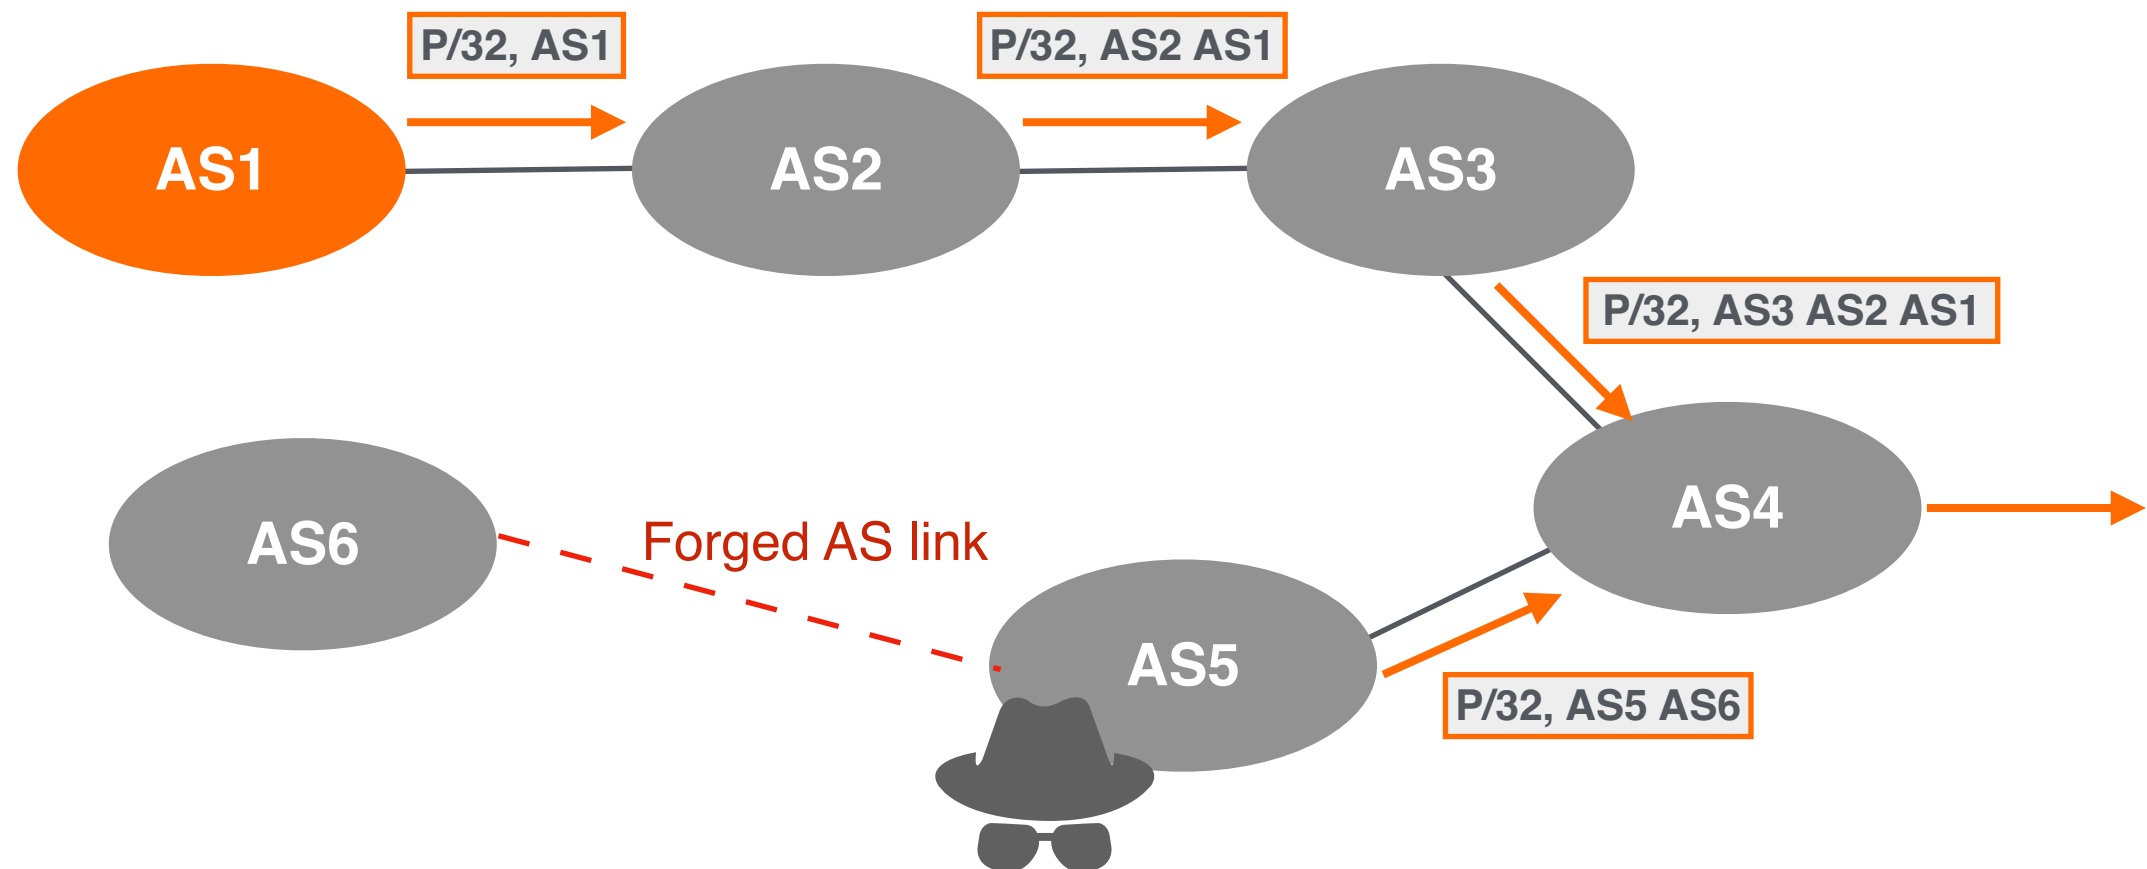 P/32, AS1
P/32, AS2 AS1
AS1
AS2
AS3
P/32, AS3 AS2 AS1
AS6
Forged AS link
AS4
AS5
P/32, AS5 AS6